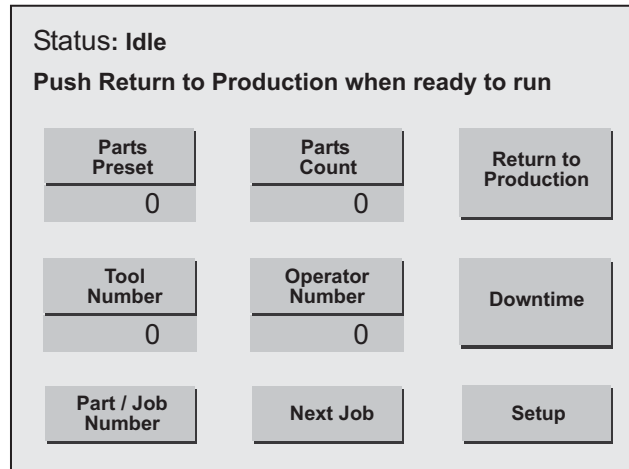 Status: Idle
Push Return to Production when ready to run
Parts
Preset
0
Parts
Count
0
Return to
Production
Tool
Number
0
Operator
Number
0
Downtime
Part / Job
Number
Next Job
Setup